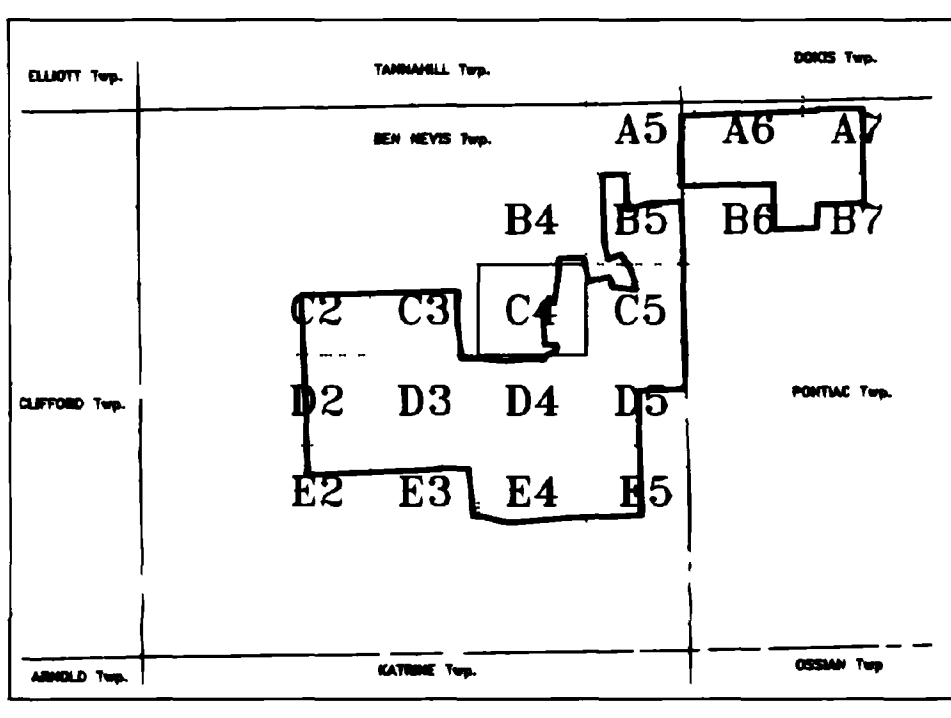 ELLIOTT Twp.
TANNAHILL Twp.
DOKIS Twp.
BEN NEVIS Twp.
A5 A6 A7
B4 B5 B6 B7
C2 C3 C4 C5
CLIFFORD Twp.
D2 D3 D4 D5
PONTIAC Twp.
E2 E3 E4 E5
ARNOLD Twp.
KATRINE Twp.
OSSIAN Twp